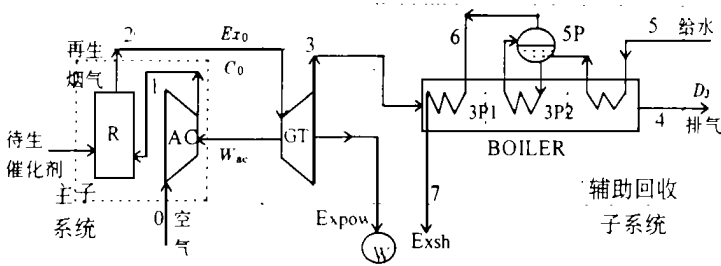 2
再生
烟气
Ex₀
C₀
1
R
AC
W_ac
GT
3
待生
催化剂
主子
系统
0
空
气
Expow
W
6
5P
5
给水
3P1
3P2
BOILER
D₃
4
排气
7
Exsh
辅助回收
子系统